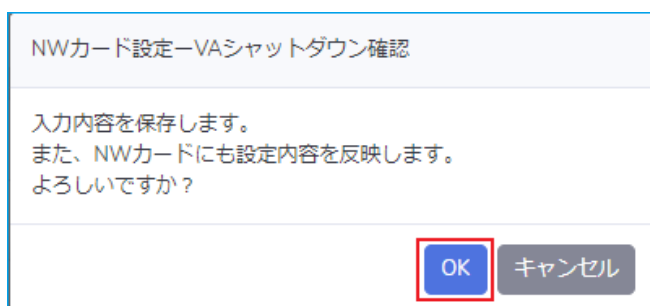 NWカード設定ーVAシャットダウン確認
入力内容を保存します。
また、NWカードにも設定内容を反映します。
よろしいですか？
OK
キャンセル